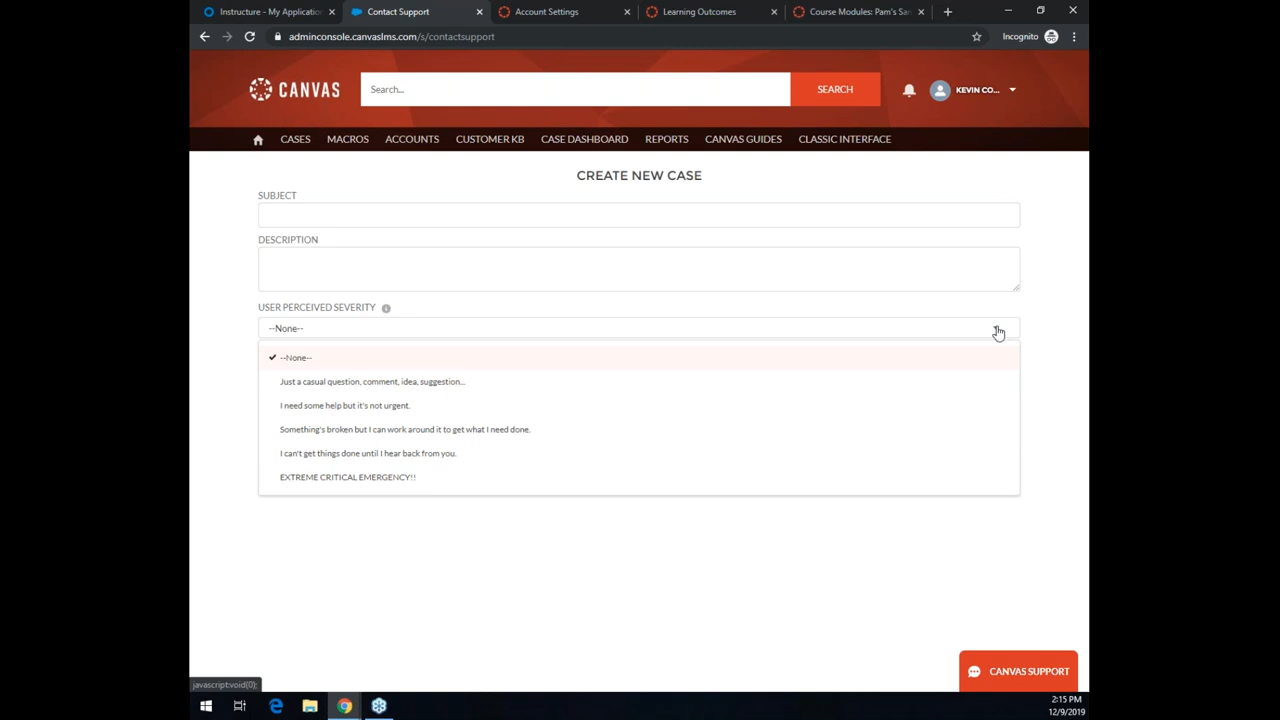 Instructure - My Applicatio
Contact Support
Account Settings
Learning Outcomes
Course Modules: Pam's San
adminconsole.canvaslms.com/s/contactsupport
Incognito
CANVAS
Search...
SEARCH
KEVIN CO...
CASES
MACROS
ACCOUNTS
CUSTOMER KB
CASE DASHBOARD
REPORTS
CANVAS GUIDES
CLASSIC INTERFACE
CREATE NEW CASE
SUBJECT
DESCRIPTION
USER PERCEIVED SEVERITY
--None--
--None--
Just a casual question, comment, idea, suggestion...
I need some help but it's not urgent.
Something's broken but I can work around it to get what I need done.
I can't get things done until I hear back from you.
EXTREME CRITICAL EMERGENCY!!
CANVAS SUPPORT
javascript:void(0);
2:15 PM
12/9/2019